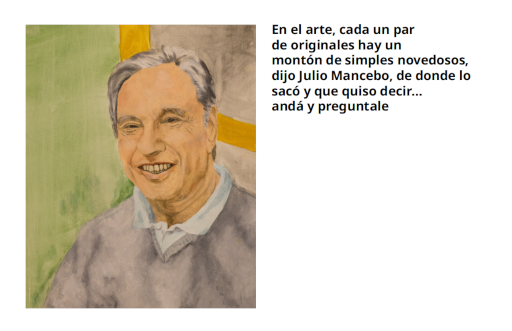 En el arte, cada un par
de originales hay un
montón de simples novedosos,
dijo Julio Mancebo, de donde lo
sacó y que quiso decir...
andá y preguntale